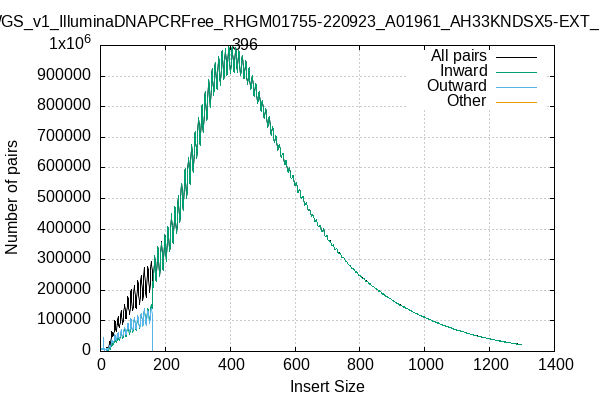 /GS_v1_IlluminaDNAPCRFree_RHGM01755-220923_A01961_AH33KNDSX5-EXT_
1x10⁶
900000
800000
700000
600000
500000
400000
300000
200000
100000
0
Number of pairs
396
All pairs
Inward
Outward
Other
0 200 400 600 800 1000 1200 1400
Insert Size